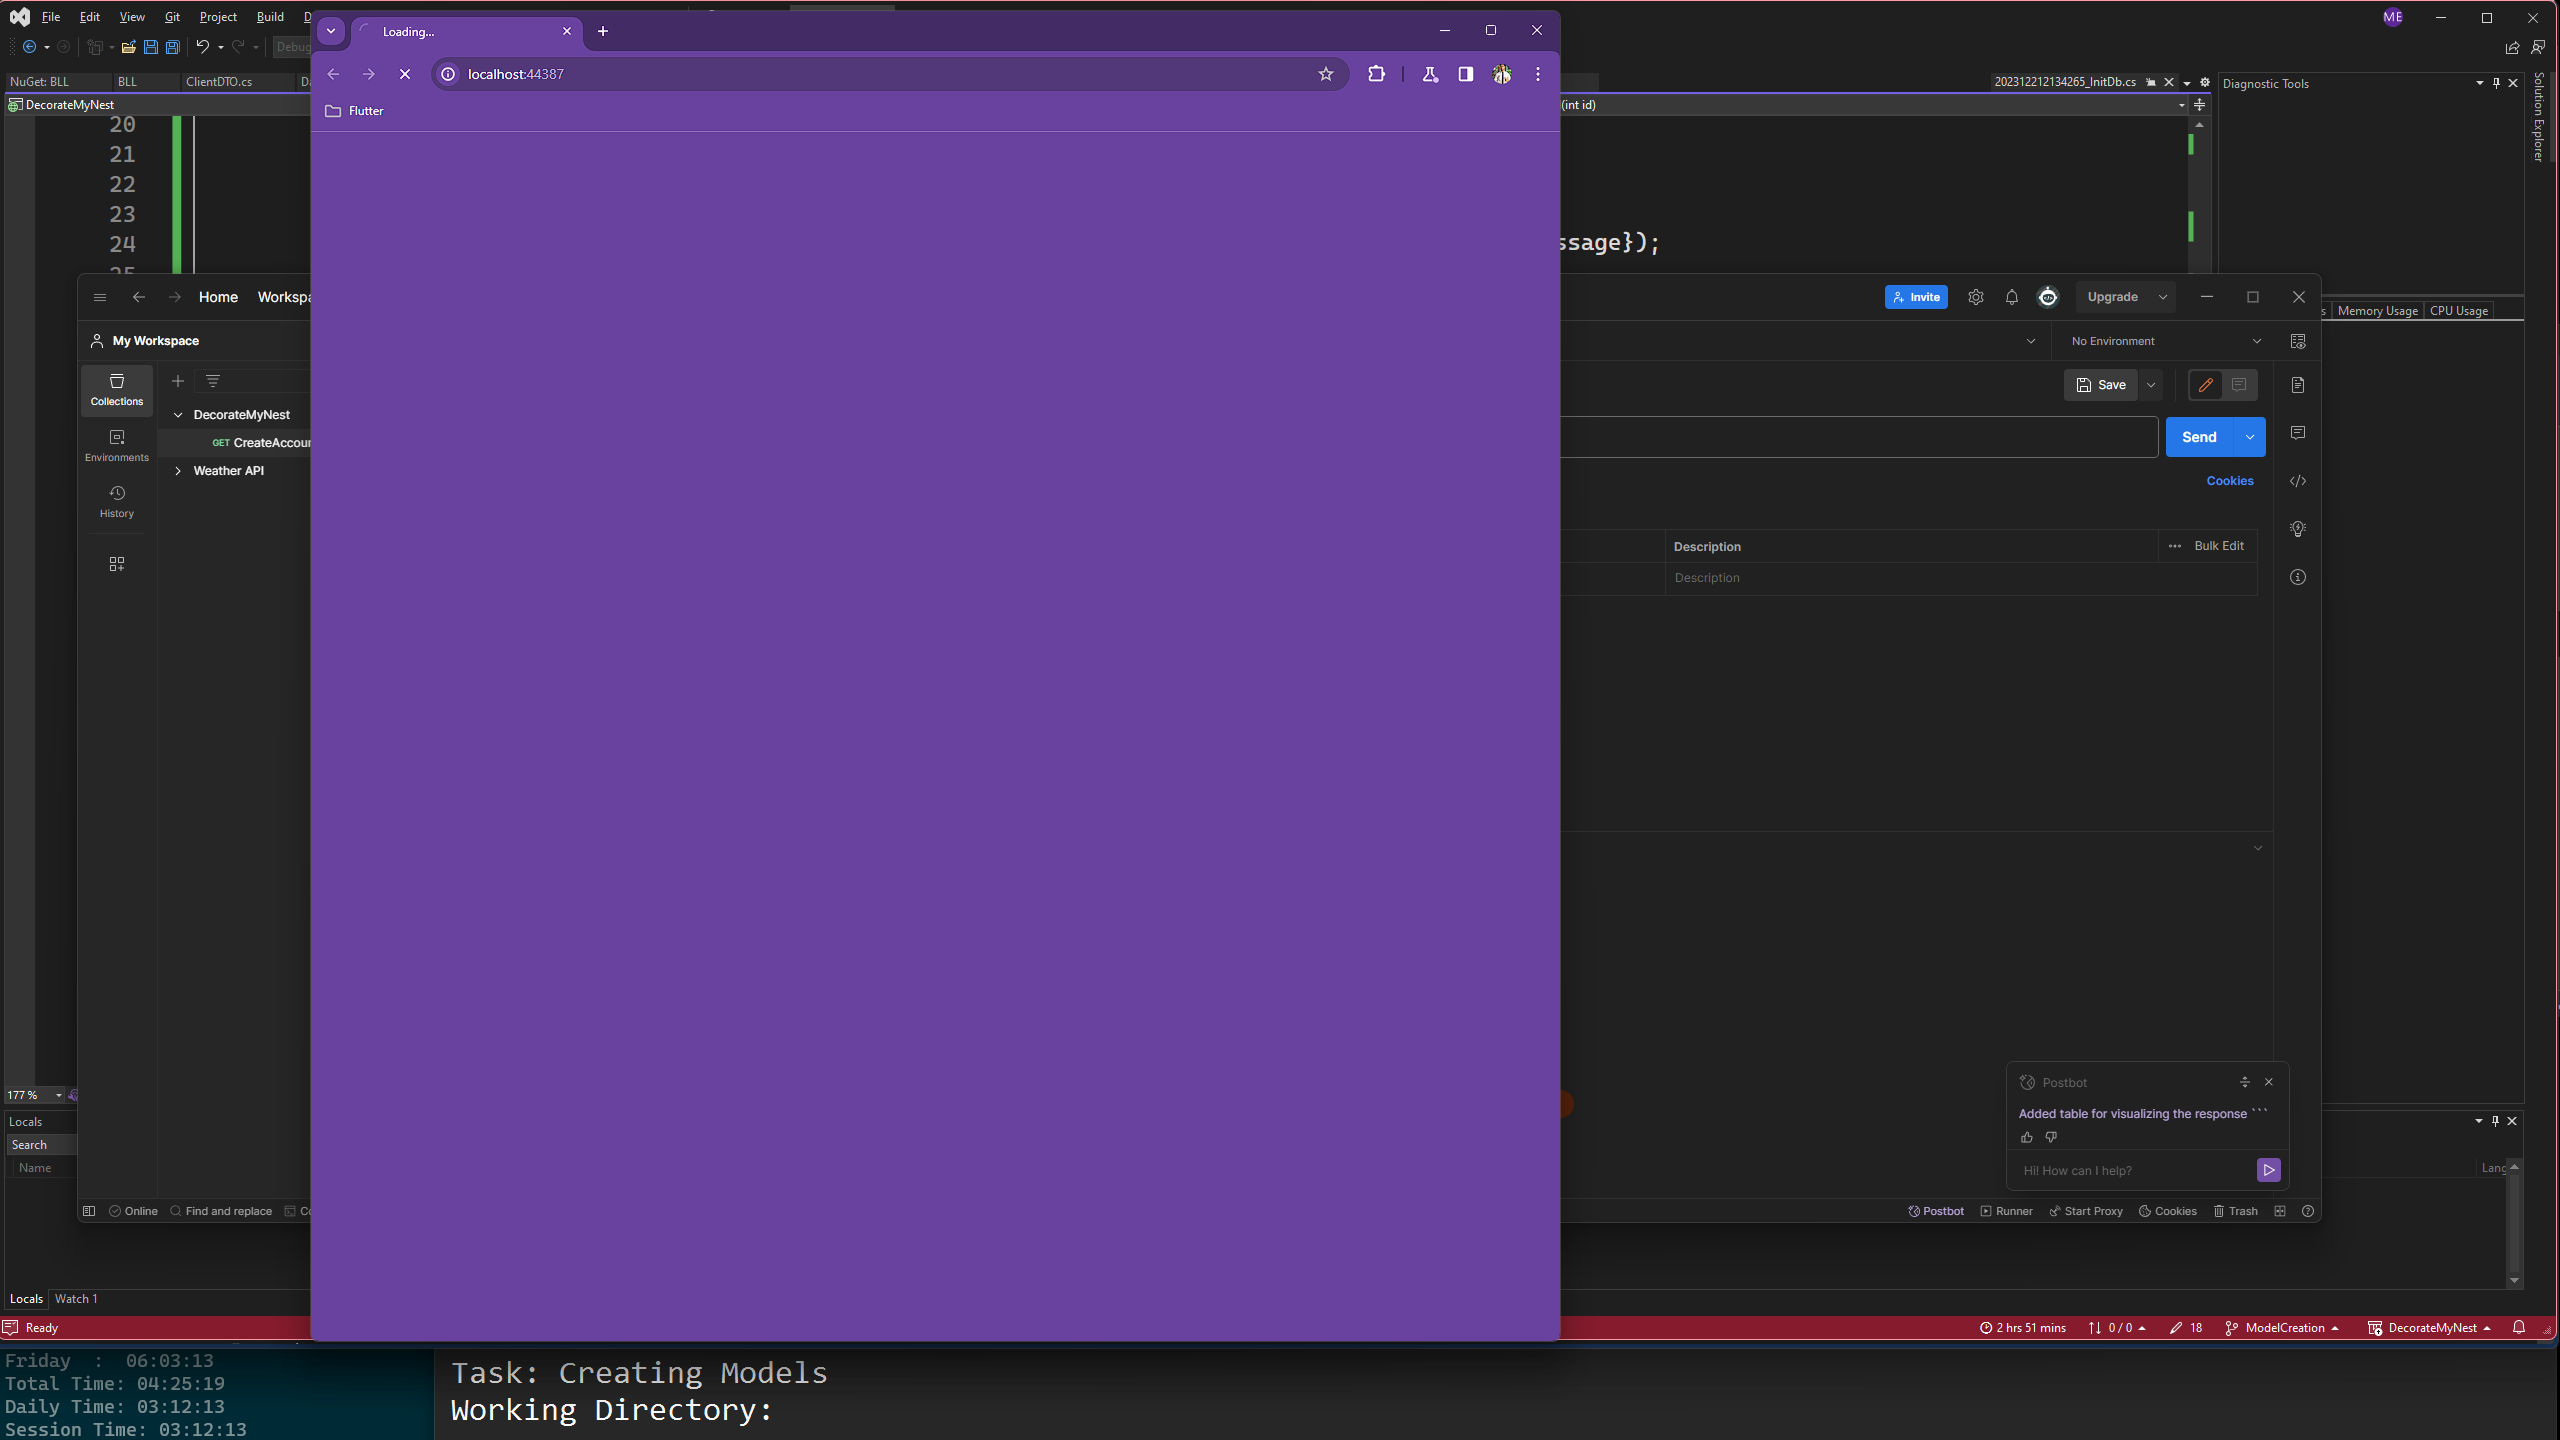 File Edit View Git Project Build
ME
Debug
NuGet: BLL
BLL
ClientDTO.cs
202312212134265_InitDb.cs
DecorateMyNest
(int id)
20
21
22
23
24
25
ssage});
Loading...
localhost:44387
Flutter
Diagnostic Tools
Solution Explorer
Memory Usage
CPU Usage
Home
Workspa
Invite
Upgrade
My Workspace
No Environment
Collections
Environments
History
DecorateMyNest
GET CreateAccour
Weather API
Save
Send
Cookies
Description
Bulk Edit
Description
Postbot
Added table for visualizing the response ```
Hi! How can I help?
Online
Find and replace
Co
Postbot
Runner
Start Proxy
Cookies
Trash
177 %
Locals
Search
Name
Lang
Locals
Watch 1
Ready
2 hrs 51 mins
0 / 0
18
ModelCreation
DecorateMyNest
Friday : 06:03:13
Total Time: 04:25:19
Daily Time: 03:12:13
Session Time: 03:12:13
Task: Creating Models
Working Directory: